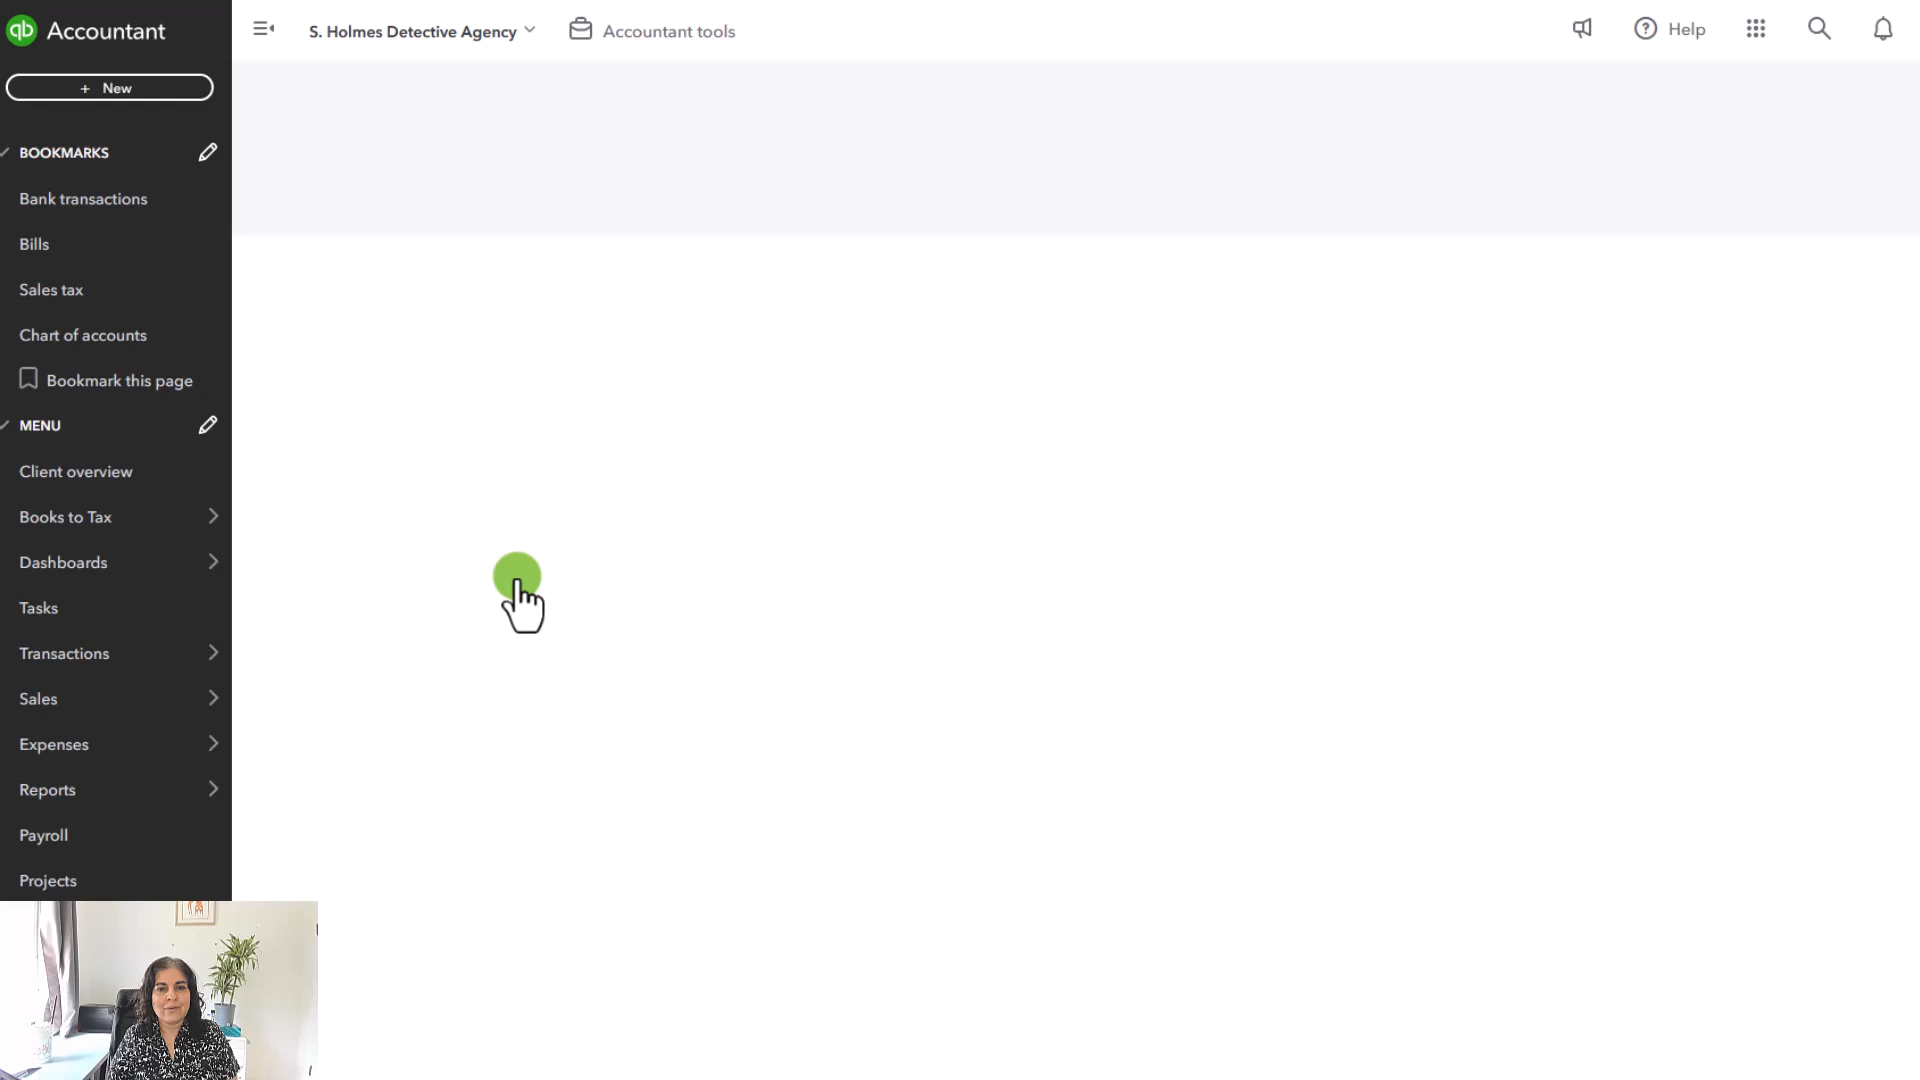 qb Accountant
S. Holmes Detective Agency
Accountant tools
Help
+ New
BOOKMARKS
Bank transactions
Bills
Sales tax
Chart of accounts
Bookmark this page
MENU
Client overview
Books to Tax
Dashboards
Tasks
Transactions
Sales
Expenses
Reports
Payroll
Projects